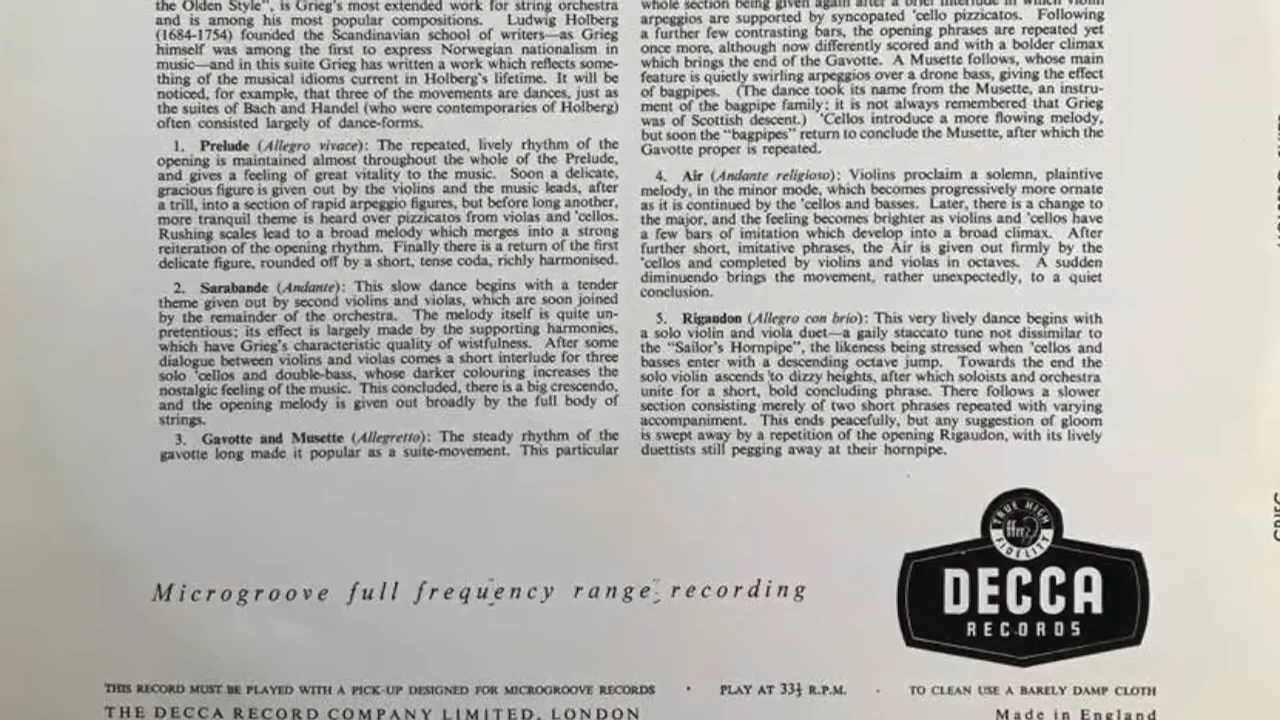 the Olden Style", is Grieg's most extended work for string orchestra
and is among his most popular compositions. Ludwig Holberg
(1684-1754) founded the Scandinavian school of writers—as Grieg
himself was among the first to express Norwegian nationalism in
music—and in this suite Grieg has written a work which reflects some-
thing of the musical idioms current in Holberg's lifetime. It will be
noticed, for example, that three of the movements are dances, just as
the suites of Bach and Handel (who were contemporaries of Holberg)
often consisted largely of dance-forms.
1. Prelude (Allegro vivace): The repeated, lively rhythm of the
opening is maintained almost throughout the whole of the Prelude,
and gives a feeling of great vitality to the music. Soon a delicate,
gracious figure is given out by the violins and the music leads, after
a trill, into a section of rapid arpeggio figures, but before long another,
more tranquil theme is heard over pizzicatos from violas and 'cellos.
Rushing scales lead to a broad melody which merges into a strong
reiteration of the opening rhythm. Finally there is a return of the first
delicate figure, rounded off by a short, tense coda, richly harmonised.
2. Sarabande (Andante): This slow dance begins with a tender
theme given out by second violins and violas, which are soon joined
by the remainder of the orchestra. The melody itself is quite un-
pretentious; its effect is largely made by the supporting harmonies,
which have Grieg's characteristic quality of wistfulness. After some
dialogue between violins and violas comes a short interlude for three
solo 'cellos and double-bass, whose darker colouring increases the
nostalgic feeling of the music. This concluded, there is a big crescendo,
and the opening melody is given out broadly by the full body of
strings.
3. Gavotte and Musette (Allegretto): The steady rhythm of the
gavotte long made it popular as a suite-movement. This particular
whole section being given again after a brief interlude in which violin
arpeggios are supported by syncopated 'cello pizzicatos. Following
a further few contrasting bars, the opening phrases are repeated yet
once more, although now differently scored and with a bolder climax
which brings the end of the Gavotte. A Musette follows, whose main
feature is quietly swirling arpeggios over a drone bass, giving the effect
of bagpipes. (The dance took its name from the Musette, an instru-
ment of the bagpipe family; it is not always remembered that Grieg
was of Scottish descent.) 'Cellos introduce a more flowing melody,
but soon the "bagpipes" return to conclude the Musette, after which the
Gavotte proper is repeated.
4. Air (Andante religioso): Violins proclaim a solemn, plaintive
melody, in the minor mode, which becomes progressively more ornate
as it is continued by the 'cellos and basses. Later, there is a change to
the major, and the feeling becomes brighter as violins and 'cellos have
a few bars of imitation which develop into a broad climax. After
further short, imitative phrases, the Air is given out firmly by the
'cellos and completed by violins and violas in octaves. A sudden
diminuendo brings the movement, rather unexpectedly, to a quiet
conclusion.
5. Rigaudon (Allegro con brio): This very lively dance begins with
a solo violin and viola duet—a gaily staccato tune not dissimilar to
the "Sailor's Hornpipe", the likeness being stressed when 'cellos and
basses enter with a descending octave jump. Towards the end the
solo violin ascends to dizzy heights, after which soloists and orchestra
unite for a short, bold concluding phrase. There follows a slower
section consisting merely of two short phrases repeated with varying
accompaniment. This ends peacefully, but any suggestion of gloom
is swept away by a repetition of the opening Rigaudon, with its lively
duettists still pegging away at their hornpipe.
Microgroove full frequency range recording
TRUE HIGH
ffrr
FIDELITY
DECCA
RECORDS
THIS RECORD MUST BE PLAYED WITH A PICK-UP DESIGNED FOR MICROGROOVE RECORDS · PLAY AT 33⅓ R.P.M. · TO CLEAN USE A BARELY DAMP CLOTH
THE DECCA RECORD COMPANY LIMITED, LONDON
Made in England